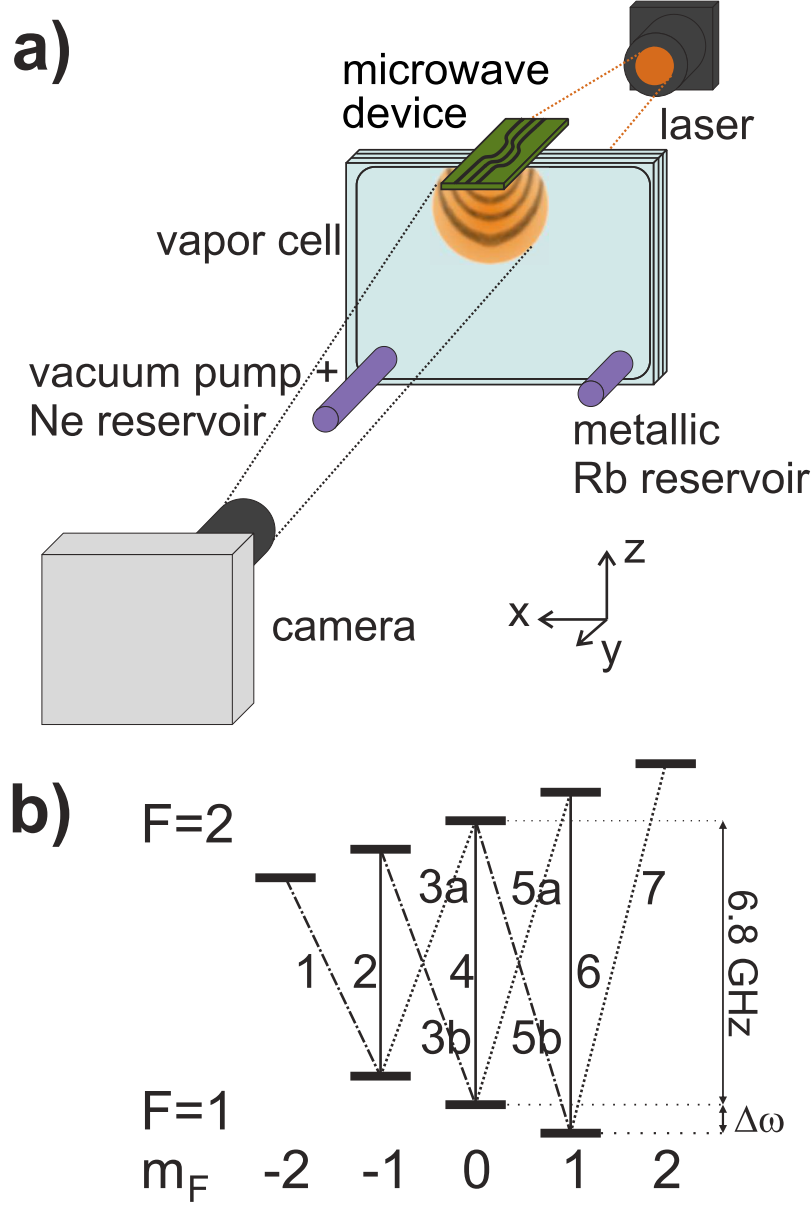 a)
microwave
device
laser
vapor cell
vacuum pump +
Ne reservoir
metallic
Rb reservoir
camera
z
x
y
b)
F=2
3a 5a 7
1 2 4 6
3b 5b
6.8 GHz
F=1
Δω
mF -2 -1 0 1 2